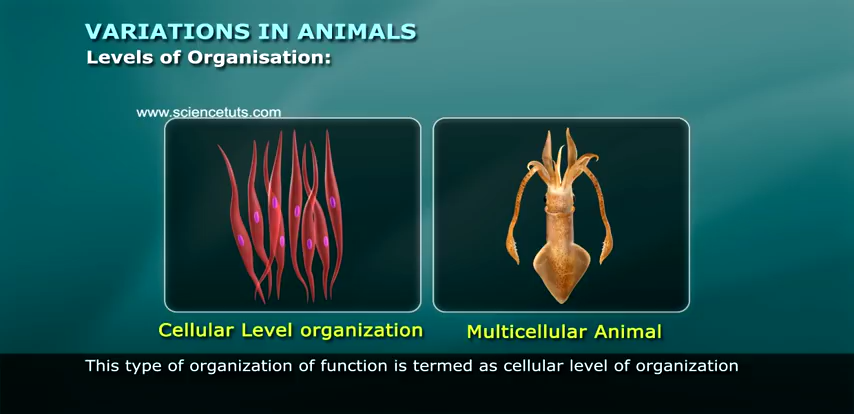 VARIATIONS IN ANIMALS
Levels of Organisation:
www.sciencetuts.com
Cellular Level organization
Multicellular Animal
This type of organization of function is termed as cellular level of organization